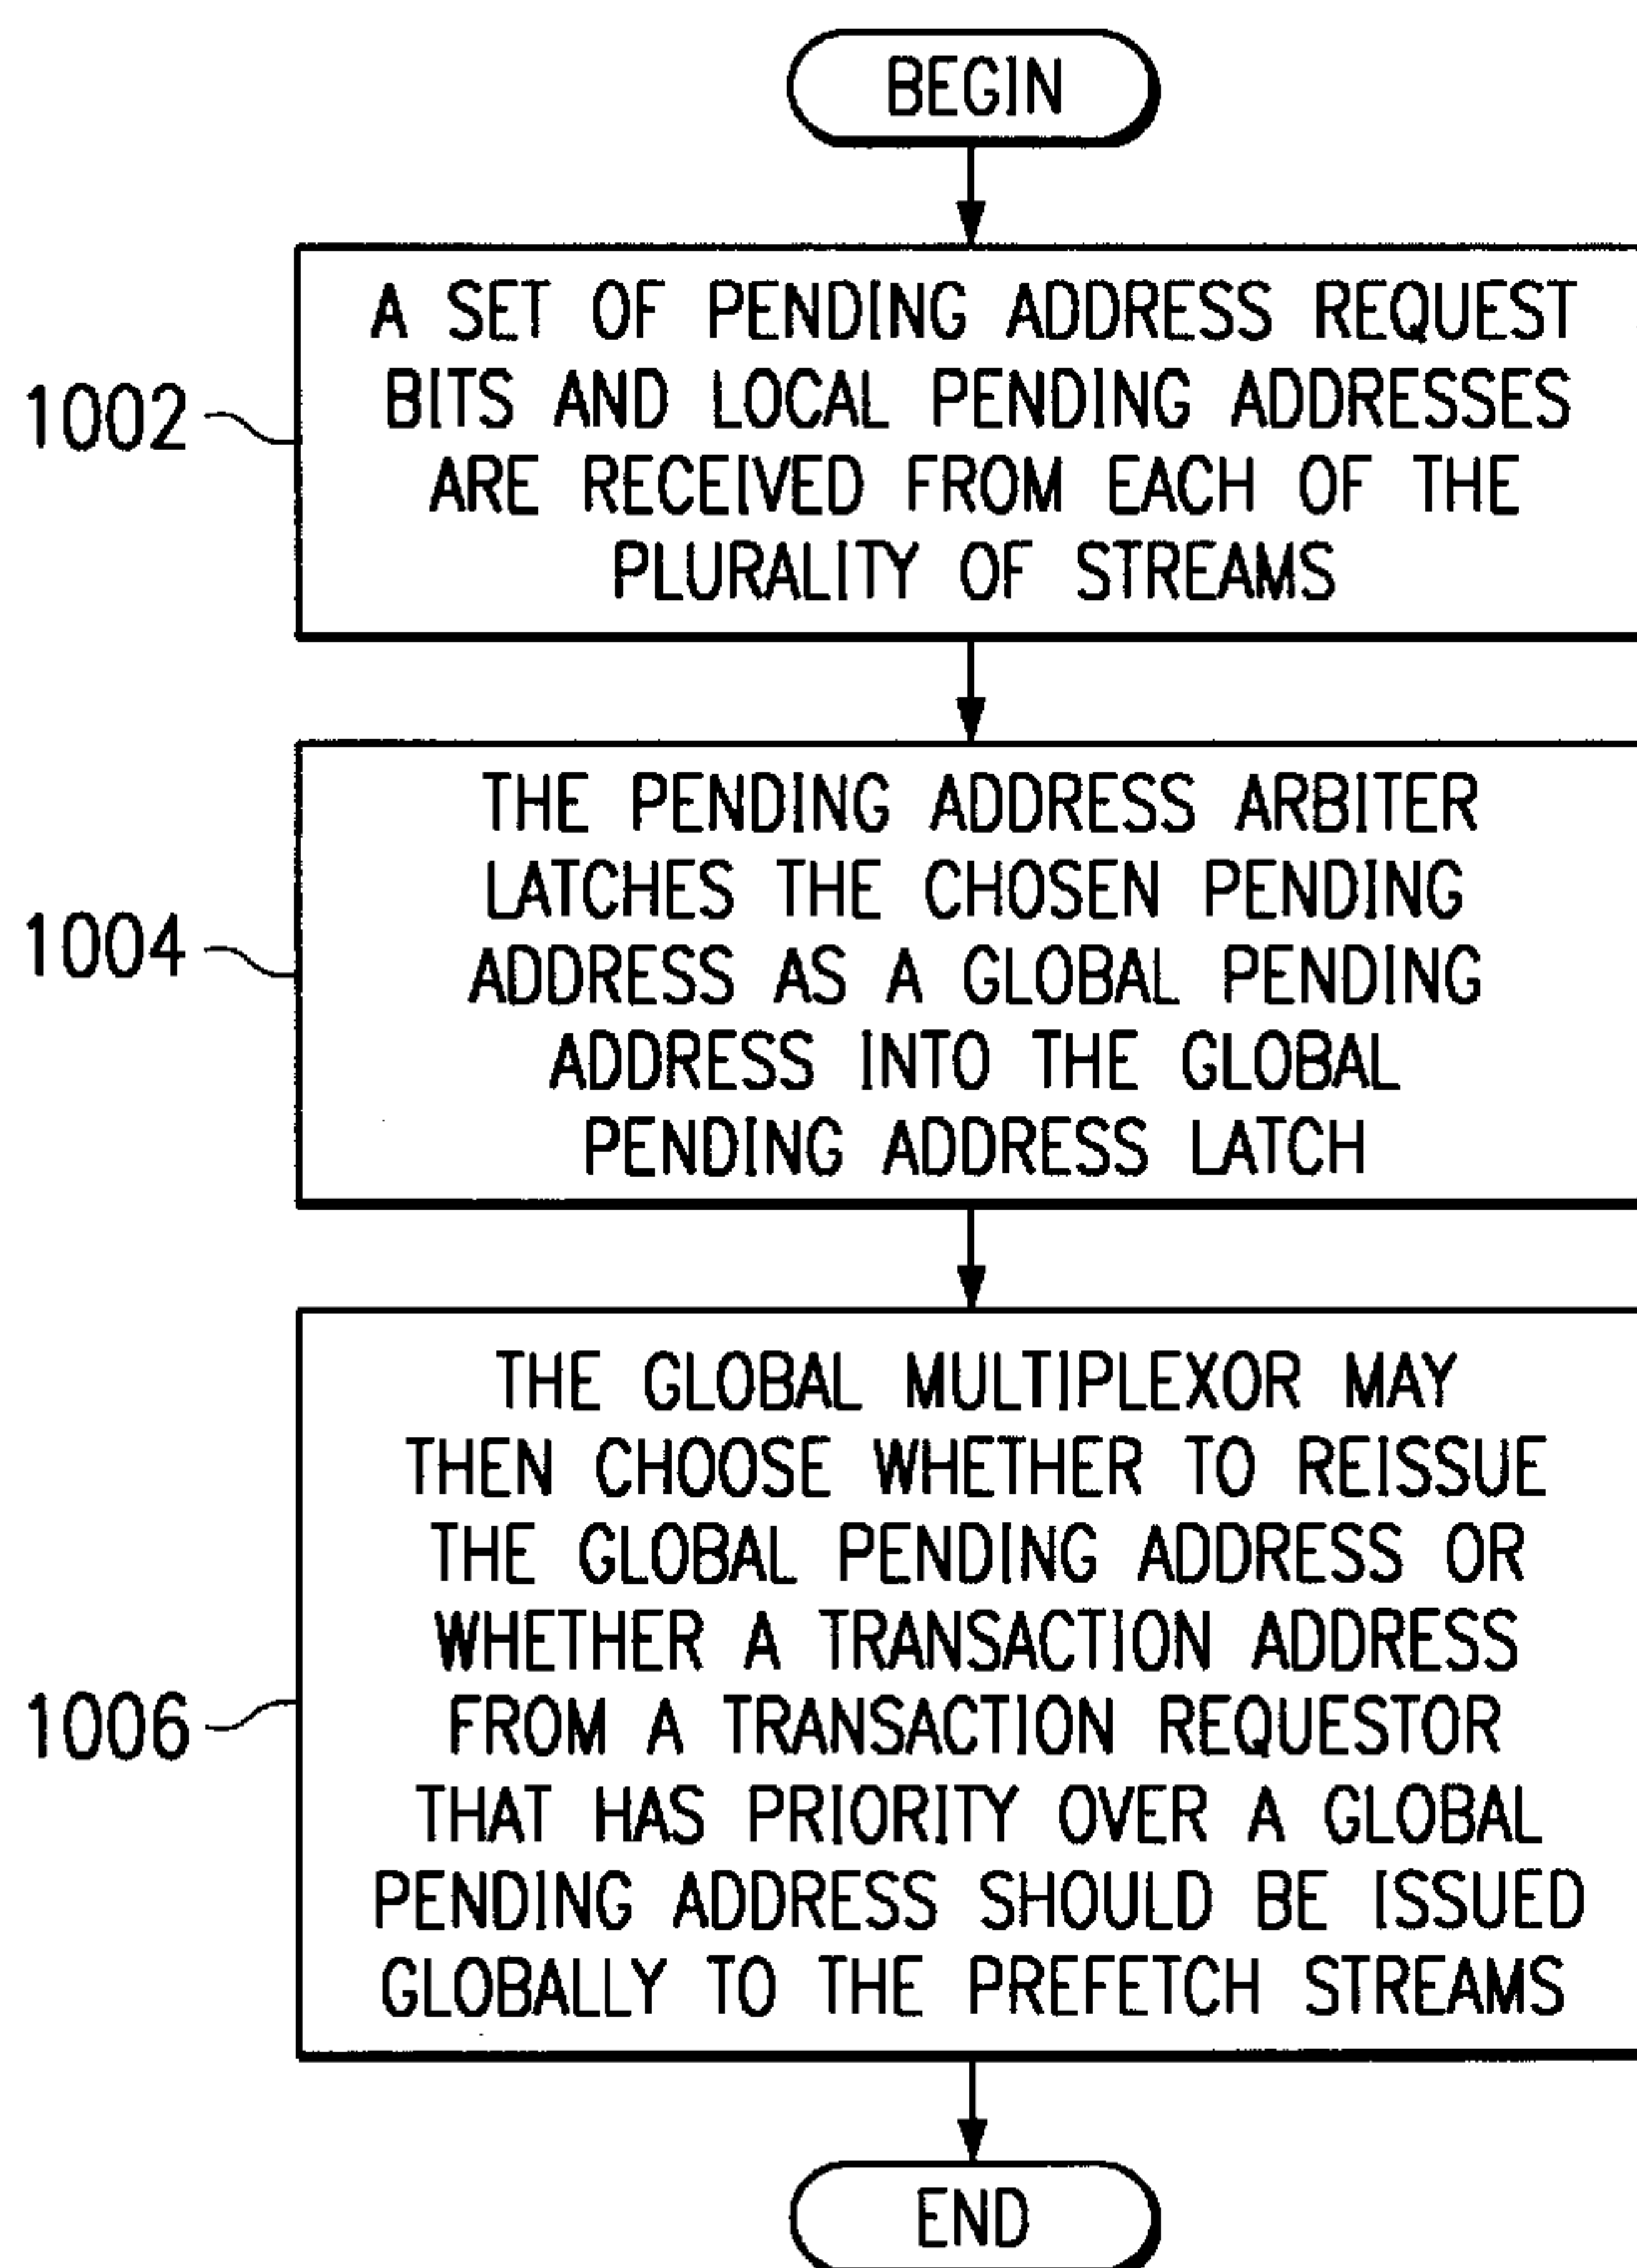 BEGIN
A SET OF PENDING ADDRESS REQUEST
BITS AND LOCAL PENDING ADDRESSES
ARE RECEIVED FROM EACH OF THE
PLURALITY OF STREAMS
1002
THE PENDING ADDRESS ARBITER
LATCHES THE CHOSEN PENDING
ADDRESS AS A GLOBAL PENDING
ADDRESS INTO THE GLOBAL
PENDING ADDRESS LATCH
1004
THE GLOBAL MULTIPLEXOR MAY
THEN CHOOSE WHETHER TO REISSUE
THE GLOBAL PENDING ADDRESS OR
WHETHER A TRANSACTION ADDRESS
FROM A TRANSACTION REQUESTOR
THAT HAS PRIORITY OVER A GLOBAL
PENDING ADDRESS SHOULD BE ISSUED
GLOBALLY TO THE PREFETCH STREAMS
1006
END